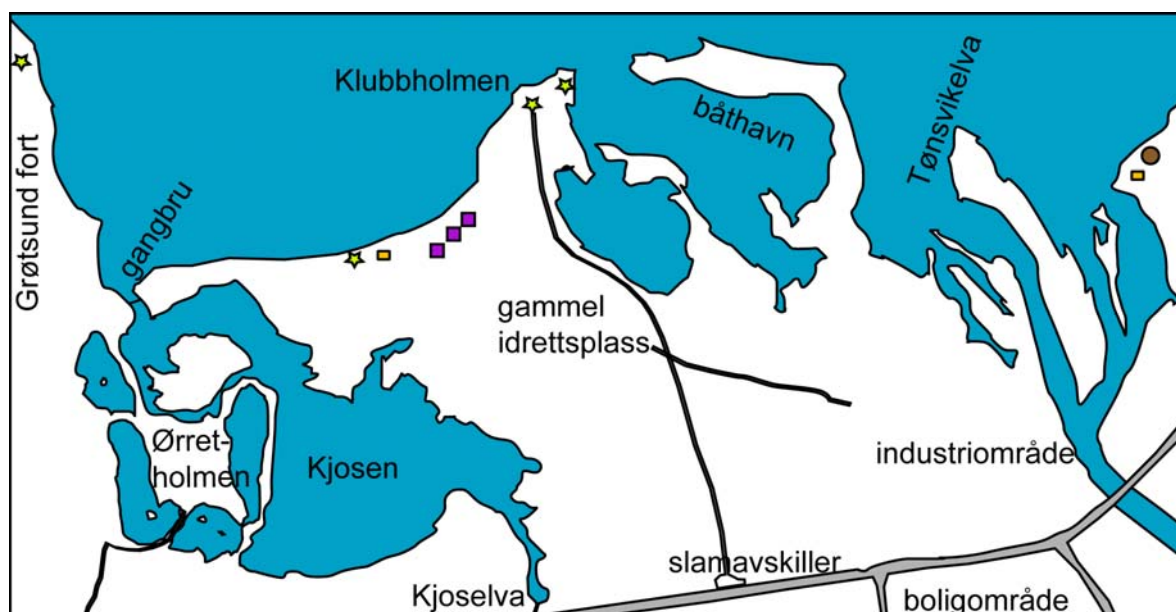 Klubbholmen
båthavn
Tønsvikelva
Grøtsund fort
gangbru
gammel
idrettsplass
Ørret-
holmen
Kjosen
industriområde
slamavskiller
Kjoselva
boligområde